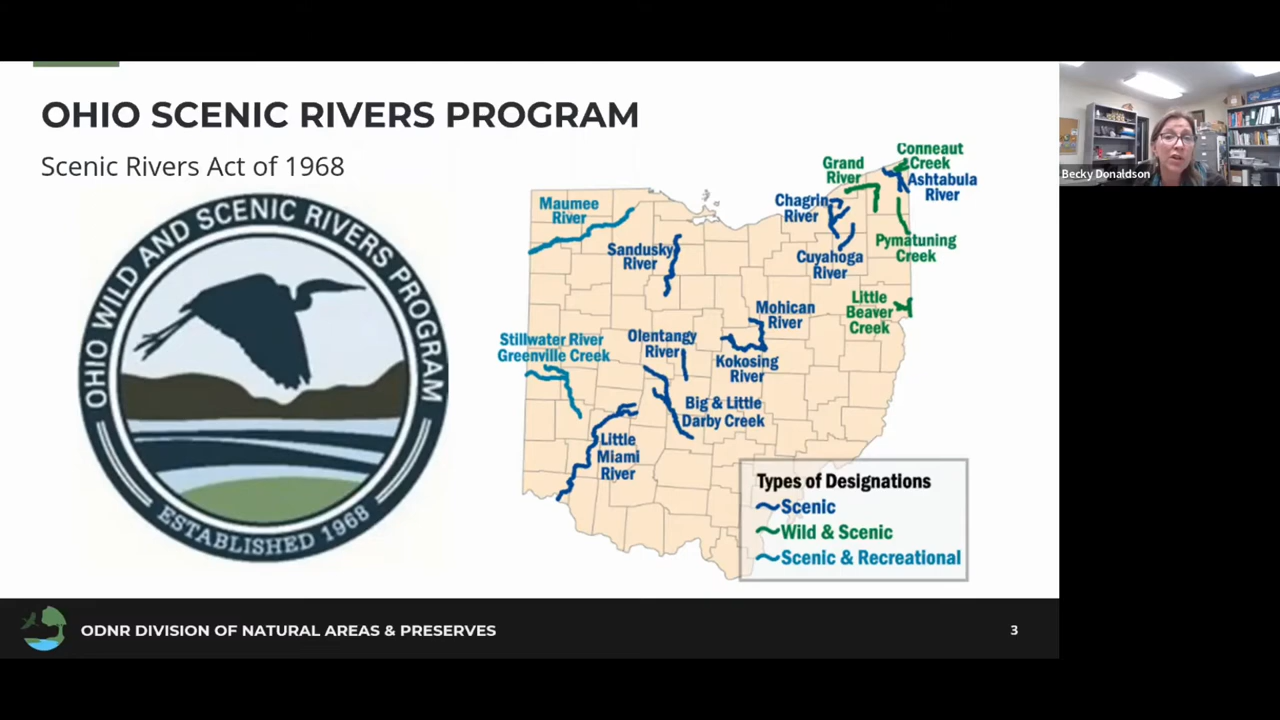 OHIO SCENIC RIVERS PROGRAM
Scenic Rivers Act of 1968
OHIO WILD AND SCENIC RIVERS PROGRAM
ESTABLISHED 1968
Maumee
River
Sandusky
River
Grand
River
Conneaut
Creek
Ashtabula
River
Chagrin
River
Cuyahoga
River
Pymatuning
Creek
Little
Beaver
Creek
Mohican
River
Kokosing
River
Stillwater River
Greenville Creek
Olentangy
River
Big & Little
Darby Creek
Little
Miami
River
Types of Designations
Scenic
Wild & Scenic
Scenic & Recreational
ODNR DIVISION OF NATURAL AREAS & PRESERVES
3
Becky Donaldson